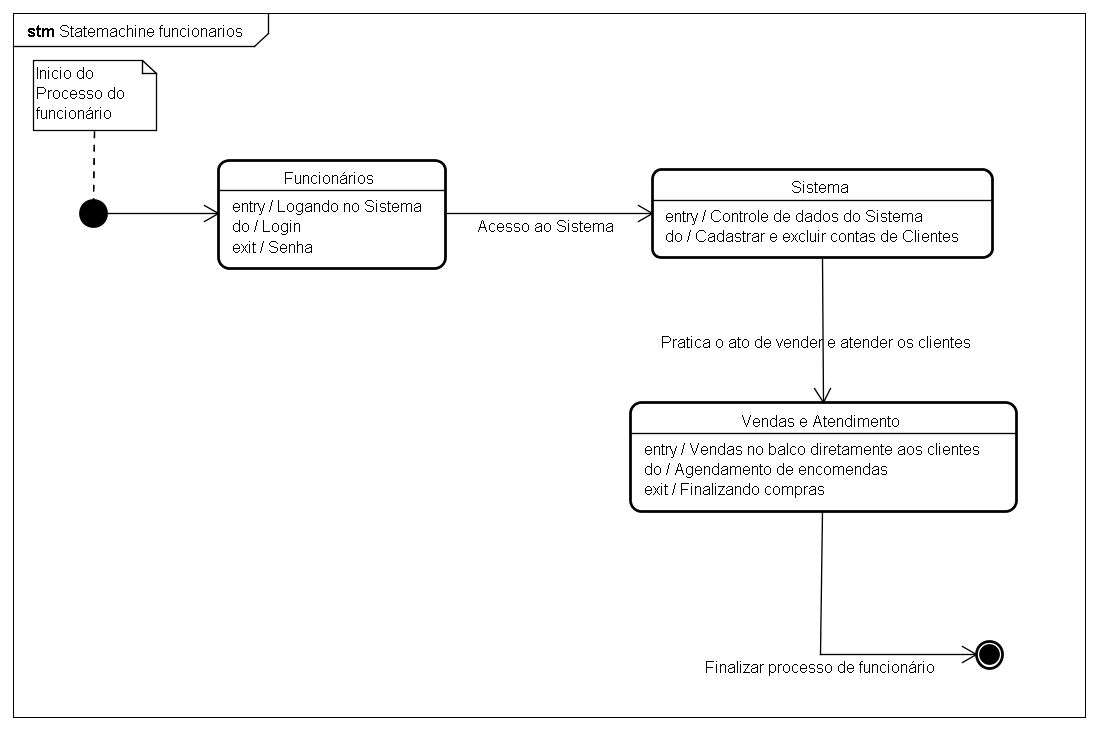 stm Statemachine funcionarios
Inicio do
Processo do
funcionário
Funcionários
entry / Logando no Sistema
do / Login
exit / Senha
Acesso ao Sistema
Sistema
entry / Controle de dados do Sistema
do / Cadastrar e excluir contas de Clientes
Pratica o ato de vender e atender os clientes
Vendas e Atendimento
entry / Vendas no balco diretamente aos clientes
do / Agendamento de encomendas
exit / Finalizando compras
Finalizar processo de funcionário